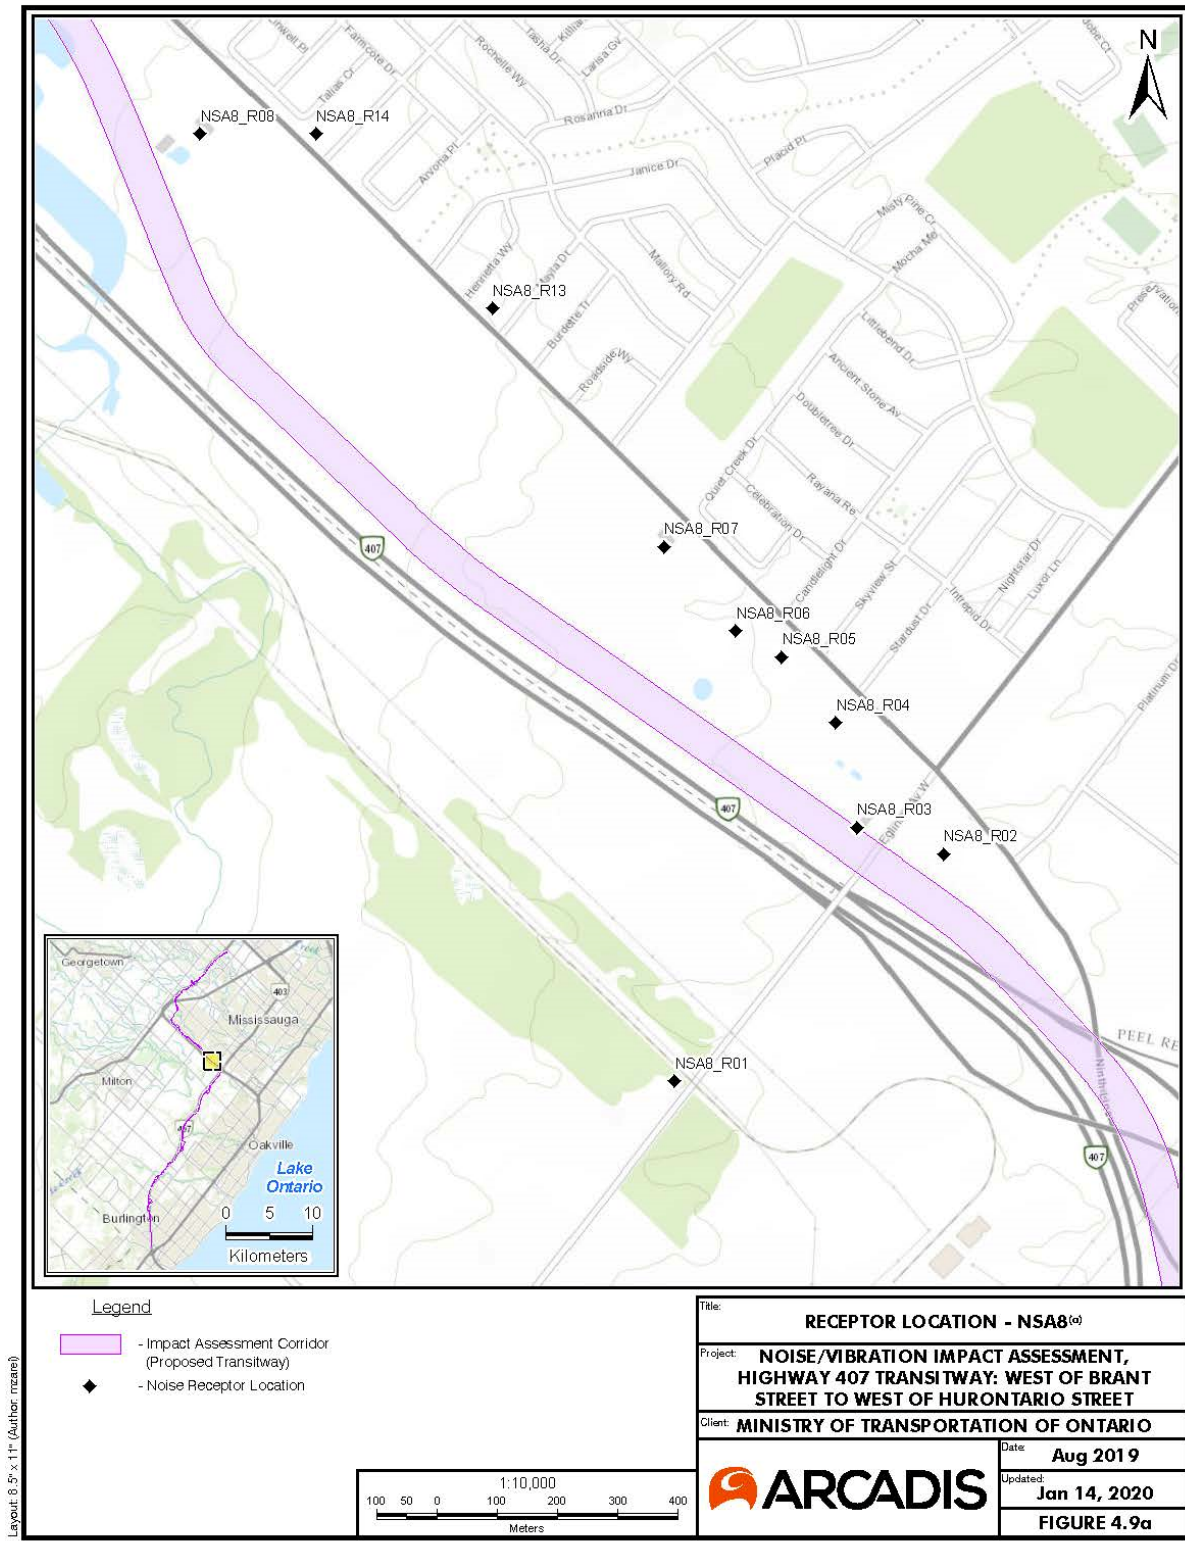 N
NSA8_R08
NSA8_R14
Talias Ct
Farmcote Dr
Rochelle Wy
Tasha Dr
Larisa Gv
Rosanna Dr
Arvona Pl
Janice Dr
Placid Pl
Misty Pine Cr
Mocha Me
Henrietta Wy
Mayla Dr
Mallory Rd
NSA8_R13
Burdette Tr
Roadside Wy
Littlebend Dr
Ancient Stone Av
Doubletree Dr
Quiet Creek Dr
Celebration Dr
Rayana Re
NSA8_R07
407
Candlelight Dr
Skyview St
Nightstar Dr
Luxor Ln
Intrepid Dr
Stardust Dr
NSA8_R06
NSA8_R05
Platinum Dr
NSA8_R04
407
NSA8_R03
NSA8_R02
NSA8_R01
PEEL RE
Ninth Line
407
Georgetown
403
Mississauga
Milton
407
Oakville
Lake
Ontario
Burlington
0 5 10
Kilometers
Legend
- Impact Assessment Corridor
(Proposed Transitway)
- Noise Receptor Location
Layout: 8.5" x 11" (Author: mzarei)
1:10,000
100 50 0 100 200 300 400
Meters
Title:
RECEPTOR LOCATION - NSA8(a)
Project:
NOISE/VIBRATION IMPACT ASSESSMENT,
HIGHWAY 407 TRANSITWAY: WEST OF BRANT
STREET TO WEST OF HURONTARIO STREET
Client: MINISTRY OF TRANSPORTATION OF ONTARIO
ARCADIS
Date:
Aug 2019
Updated:
Jan 14, 2020
FIGURE 4.9a